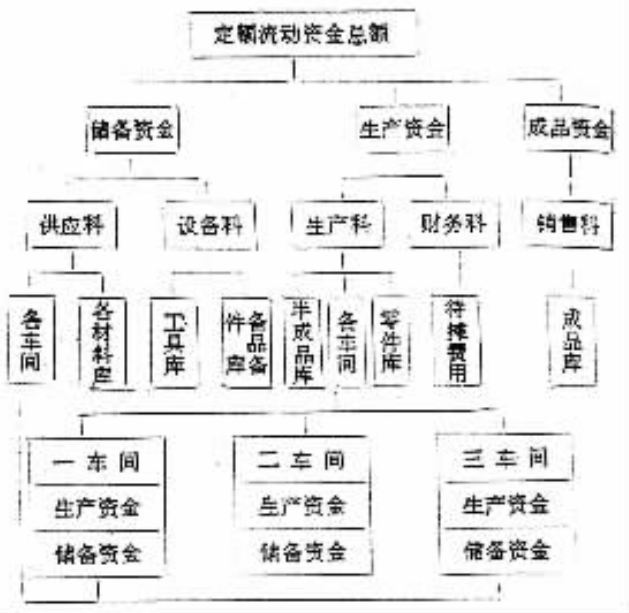 定额流动资金总额
储备资金
生产资金
成品资金
供应科
设备科
生产科
财务科
销售科
各车间
各材料库
工具库
备品备件库
半成品库
各车间
零件库
待摊费用
成品库
一车间
生产资金
储备资金
二车间
生产资金
储备资金
三车间
生产资金
储备资金